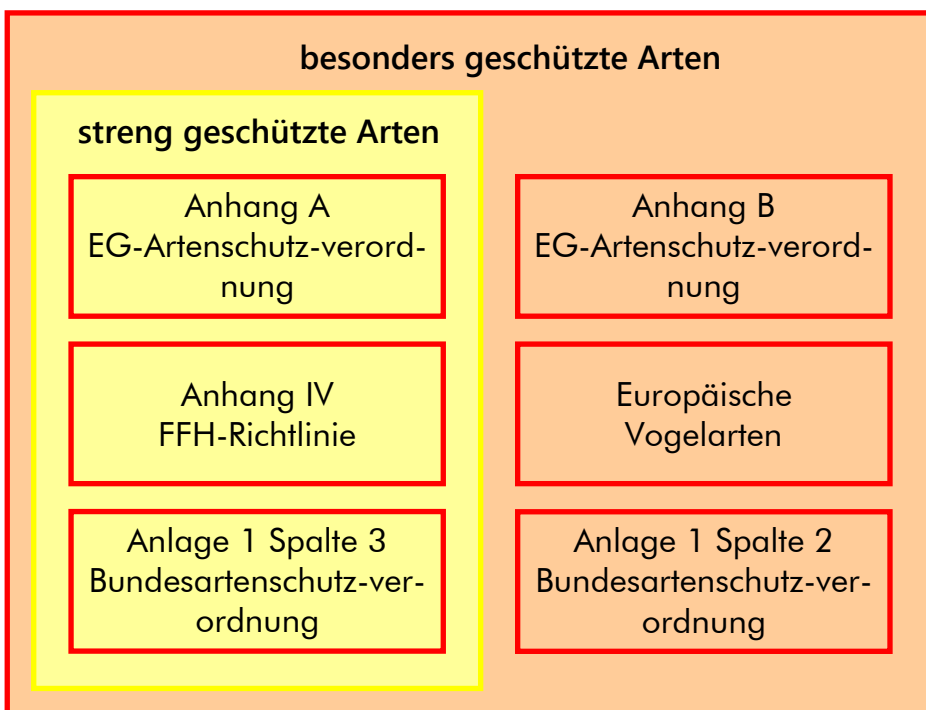 besonders geschützte Arten
streng geschützte Arten
Anhang A
EG-Artenschutz-verord-
nung
Anhang B
EG-Artenschutz-verord-
nung
Anhang IV
FFH-Richtlinie
Europäische
Vogelarten
Anlage 1 Spalte 3
Bundesartenschutz-ver-
ordnung
Anlage 1 Spalte 2
Bundesartenschutz-ver-
ordnung